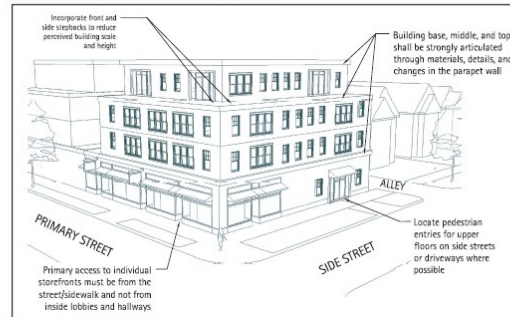 Incorporate front and
side stepbacks to reduce
perceived building scale
and height
Building base, middle, and top
shall be strongly articulated
through materials, details, and
changes in the parapet wall
ALLEY
PRIMARY STREET
SIDE STREET
Locate pedestrian
entries for upper
floors on side streets
or driveways where
possible
Primary access to individual
storefronts must be from the
street/sidewalk and not from
inside lobbies and hallways